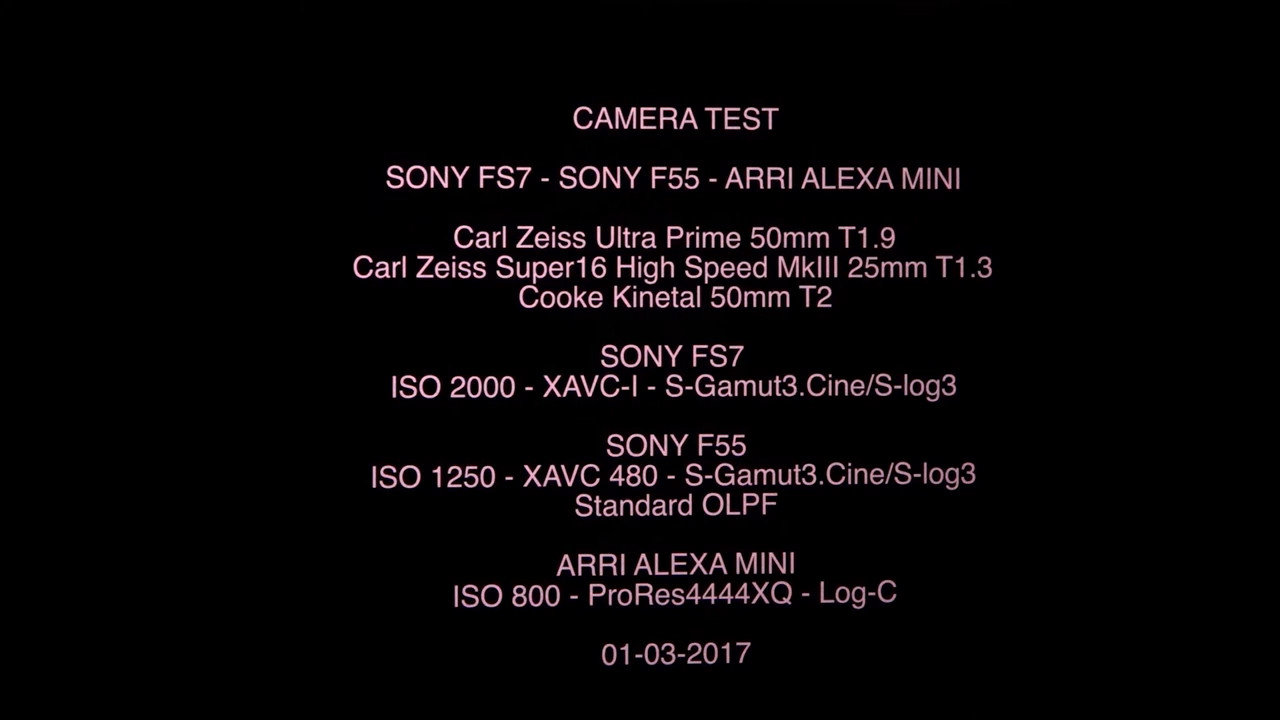 CAMERA TEST
SONY FS7 - SONY F55 - ARRI ALEXA MINI
Carl Zeiss Ultra Prime 50mm T1.9
Carl Zeiss Super16 High Speed MkIII 25mm T1.3
Cooke Kinetal 50mm T2
SONY FS7
ISO 2000 - XAVC-I - S-Gamut3.Cine/S-log3
SONY F55
ISO 1250 - XAVC 480 - S-Gamut3.Cine/S-log3
Standard OLPF
ARRI ALEXA MINI
ISO 800 - ProRes4444XQ - Log-C
01-03-2017